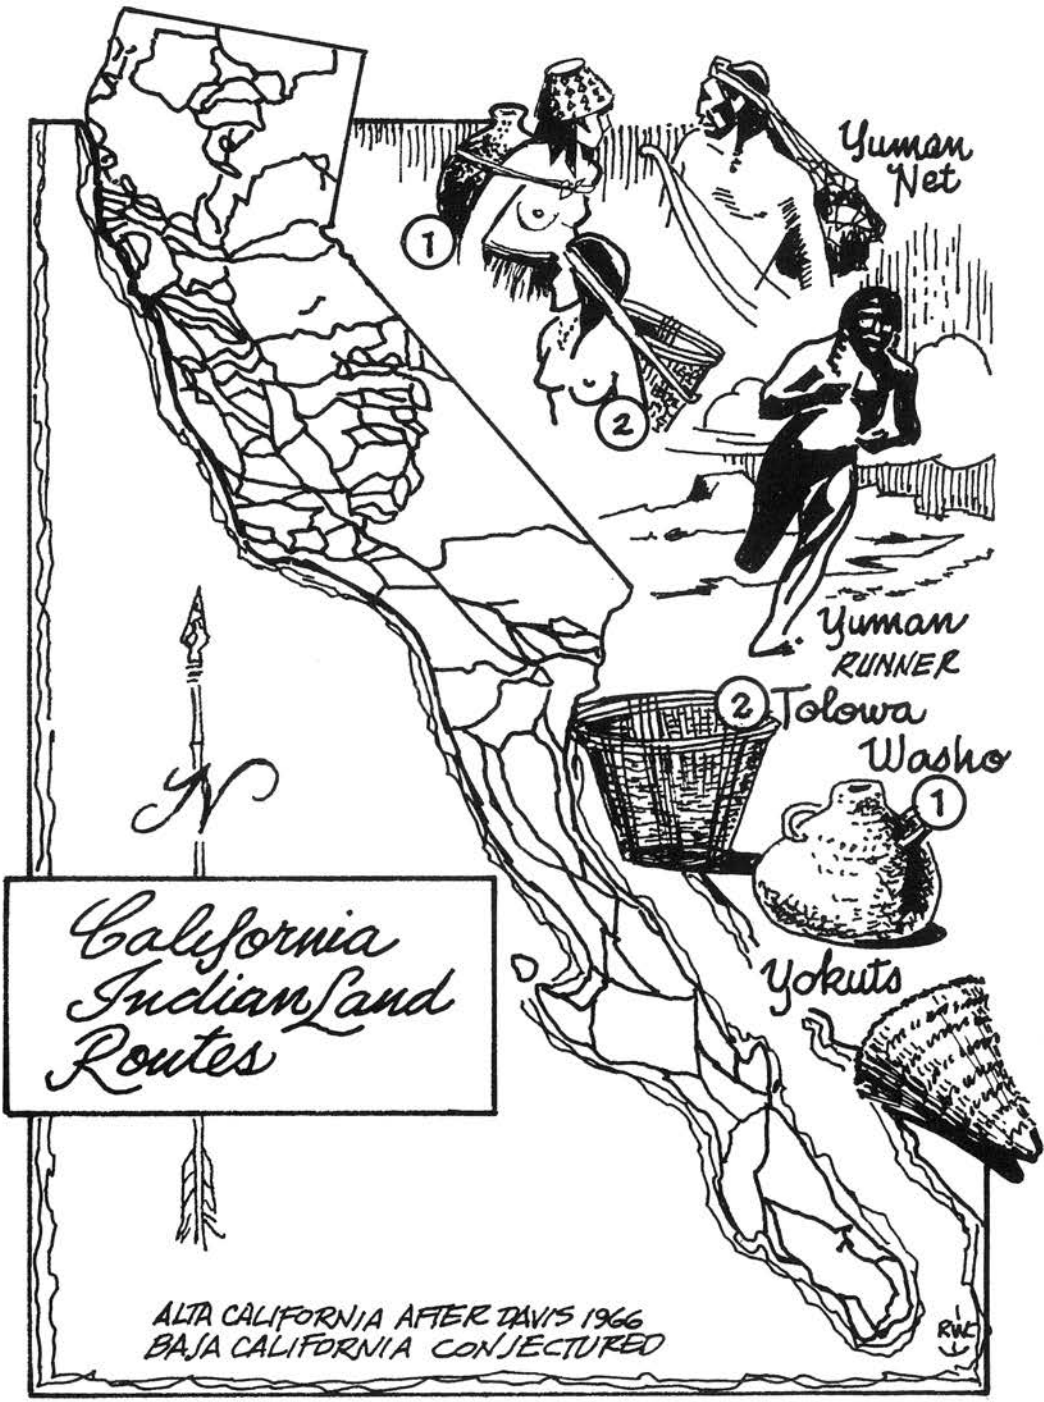 Yuman
Net
1
2
Yuman
RUNNER
2 Tolowa
Washo
1
Yokuts
N
California
Indian Land
Routes
ALTA CALIFORNIA AFTER DAVIS 1966
BAJA CALIFORNIA CONJECTURED